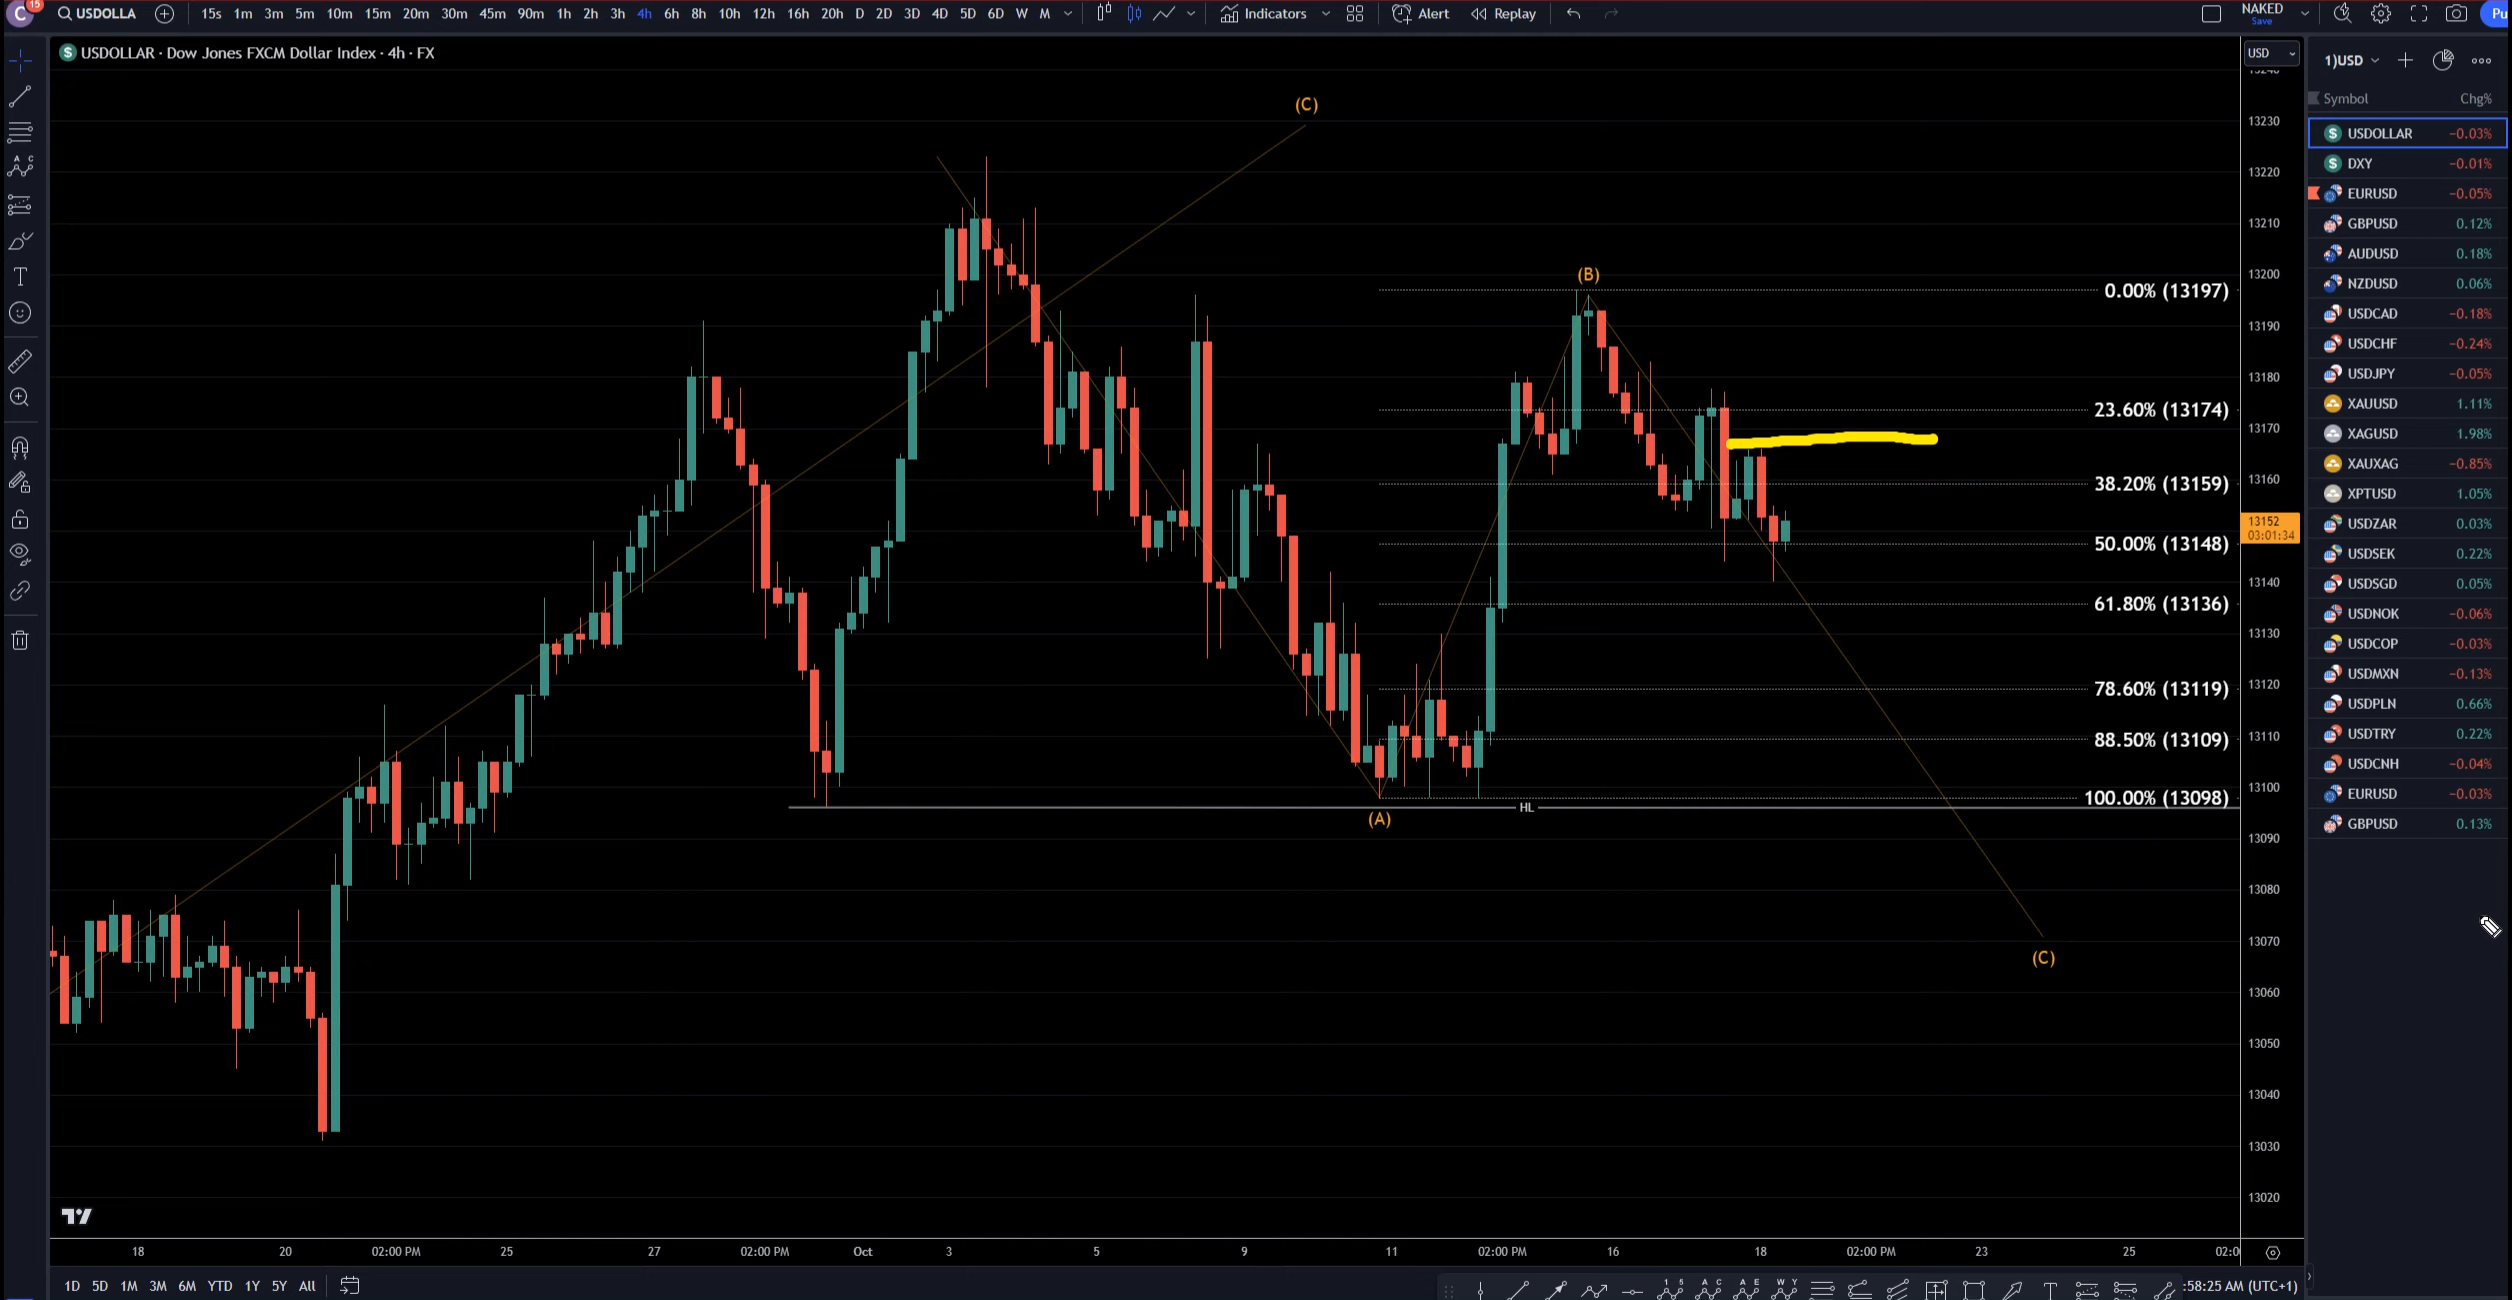 C 15 USDOLLA 15s 1m 3m 5m 10m 15m 20m 30m 45m 90m 1h 2h 3h 4h 6h 8h 10h 12h 16h 20h D 2D 3D 4D 5D 6D W M Indicators Alert Replay NAKED Save Pu
$ USDOLLAR · Dow Jones FXCM Dollar Index · 4h · FX
USD
1)USD
Symbol Chg%
USDOLLAR −0.03%
DXY −0.01%
EURUSD −0.05%
GBPUSD 0.12%
AUDUSD 0.18%
NZDUSD 0.06%
USDCAD −0.18%
USDCHF −0.24%
USDJPY −0.05%
XAUUSD 1.11%
XAGUSD 1.98%
XAUXAG −0.85%
XPTUSD 1.05%
USDZAR 0.03%
USDSEK 0.22%
USDSGD 0.05%
USDNOK −0.06%
USDCOP −0.03%
USDMXN −0.13%
USDPLN 0.66%
USDTRY 0.22%
USDCNH −0.04%
EURUSD −0.03%
GBPUSD 0.13%
(C)
(B)
0.00% (13197)
23.60% (13174)
38.20% (13159)
50.00% (13148)
61.80% (13136)
78.60% (13119)
88.50% (13109)
100.00% (13098)
HL
(A)
(C)
13240
13230
13220
13210
13200
13190
13180
13170
13160
13152
03:01:34
13140
13130
13120
13110
13100
13090
13080
13070
13060
13050
13040
13030
13020
18 20 02:00 PM 25 27 02:00 PM Oct 3 5 9 11 02:00 PM 16 18 02:00 PM 23 25 02:0
1D 5D 1M 3M 6M YTD 1Y 5Y All
:58:25 AM (UTC+1)